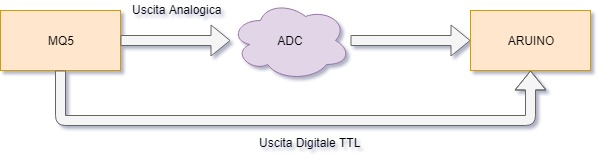 Uscita Analogica
MQ5
ADC
ARUINO
Uscita Digitale TTL